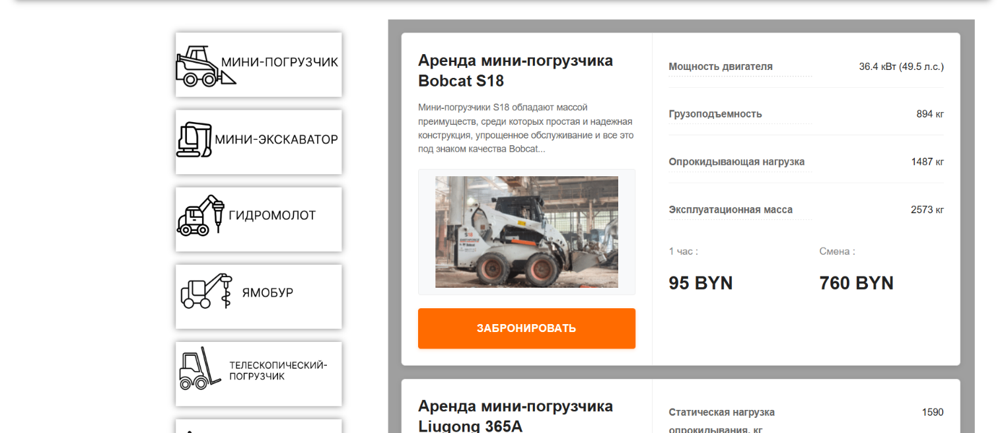 МИНИ-ПОГРУЗЧИК
МИНИ-ЭКСКАВАТОР
ГИДРОМОЛОТ
ЯМОБУР
ТЕЛЕСКОПИЧЕСКИЙ-
ПОГРУЗЧИК
Аренда мини-погрузчика
Bobcat S18
Мини-погрузчики S18 обладают массой
преимуществ, среди которых простая и надежная
конструкция, упрощенное обслуживание и все это
под знаком качества Bobcat...
S18
ЗАБРОНИРОВАТЬ
Мощность двигателя 36.4 кВт (49.5 л.с.)
Грузоподъемность 894 кг
Опрокидывающая нагрузка 1487 кг
Эксплуатационная масса 2573 кг
1 час : Смена :
95 BYN 760 BYN
Аренда мини-погрузчика
Liugong 365A
Статическая нагрузка 1590
опрокидывания, кг